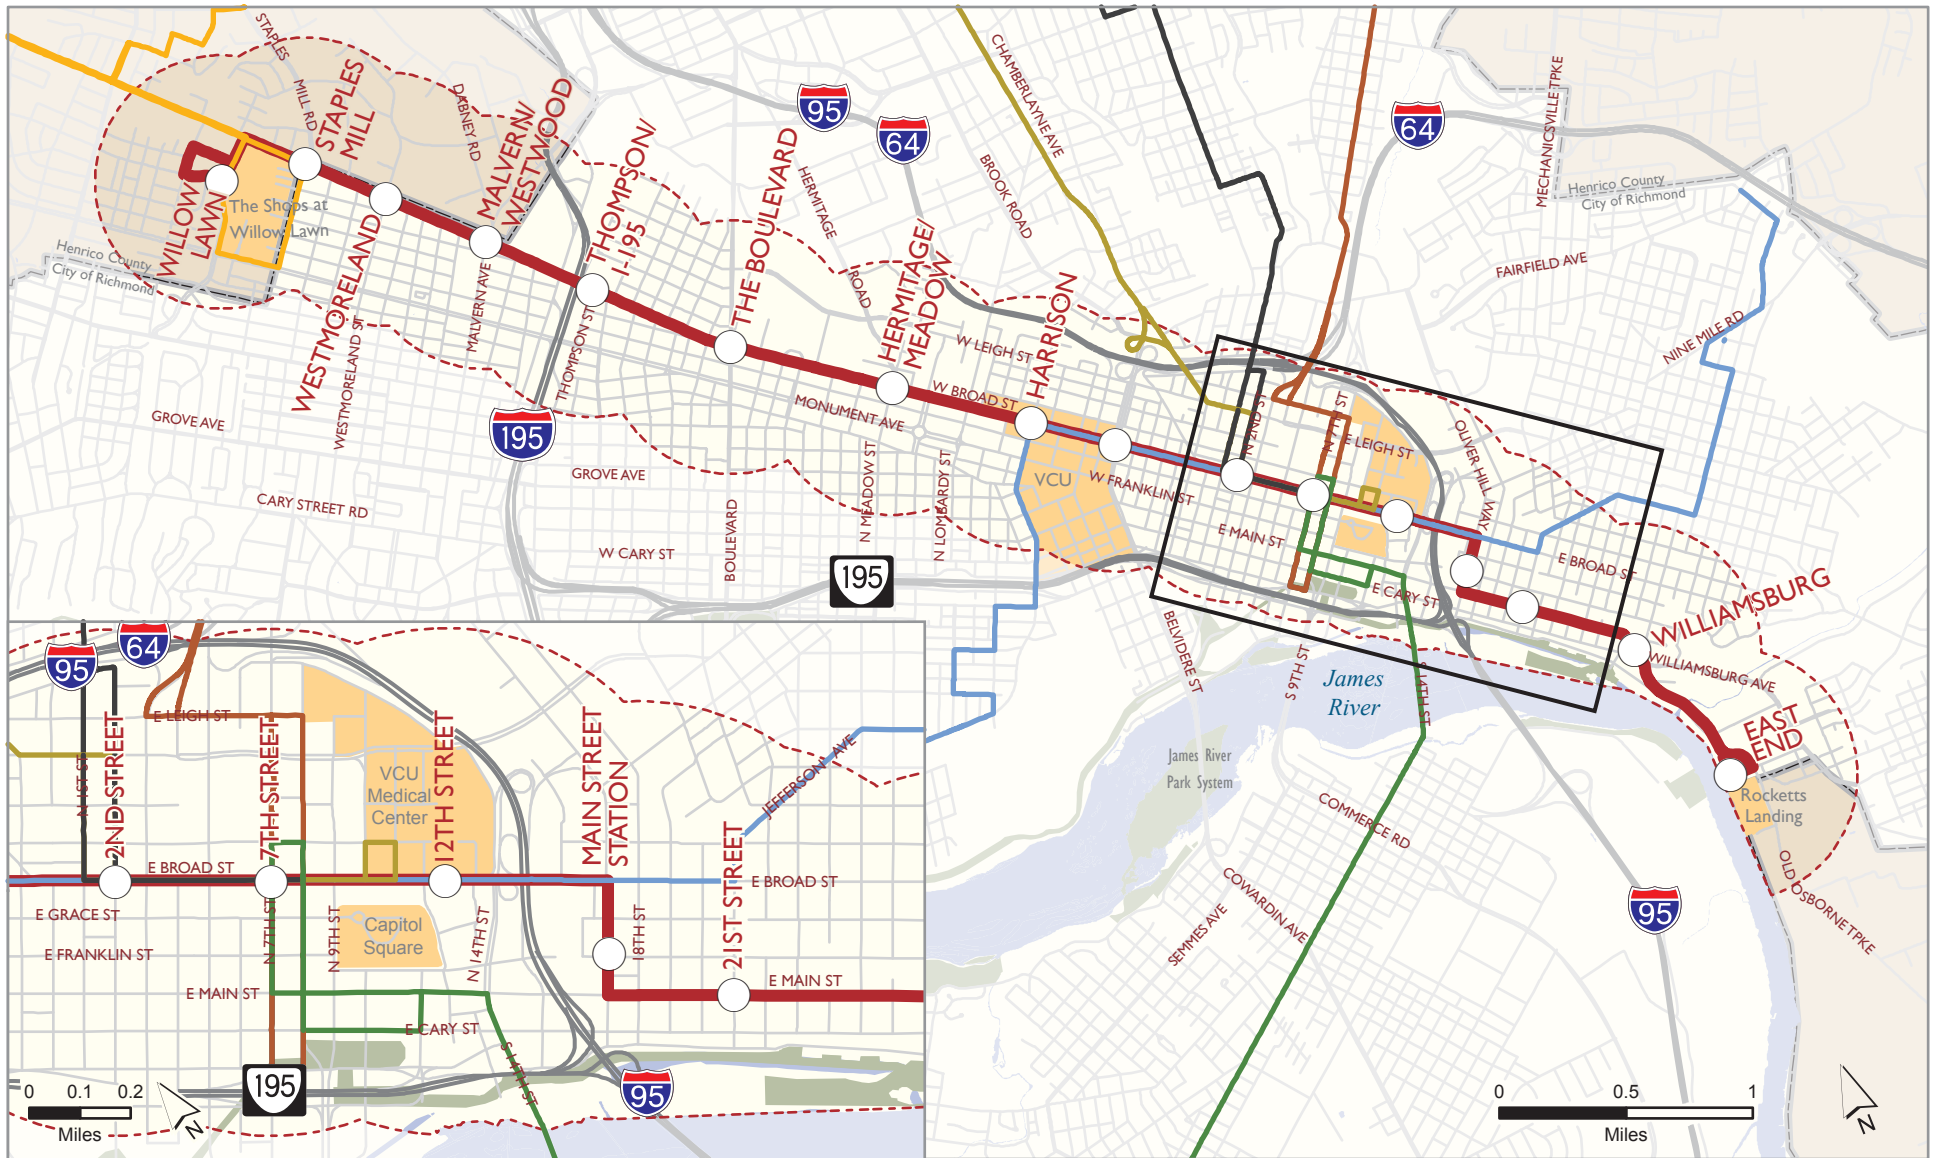 STAPLES
MILL RD
STAPLES
MILL
DABNEY RD
MALVERN/
WESTWOOD
THOMPSON/
I-195
THE BOULEVARD
HERMITAGE
ROAD
95
64
CHAMBERLAYNE AVE
BROOK ROAD
64
MECHANICSVILLE TPKE
Henrico County
City of Richmond
FAIRFIELD AVE
NINE MILE RD
WILLOW
LAWN
The Shops at
Willow Lawn
Henrico County
City of Richmond
WESTMORELAND
WESTMORELAND ST
MALVERN AVE
THOMPSON ST
HERMITAGE/
MEADOW
HARRISON
W LEIGH ST
W BROAD ST
MONUMENT AVE
GROVE AVE
195
GROVE AVE
CARY STREET RD
W CARY ST
BOULEVARD
N MEADOW ST
N LOMBARDY ST
195
VCU
W FRANKLIN ST
N 2ND ST
N 7TH ST
E LEIGH ST
OLIVER HILL WAY
E MAIN ST
E CARY ST
E BROAD ST
WILLIAMSBURG
WILLIAMSBURG AVE
EAST
END
Rocketts
Landing
OLD OSBORNE TPKE
BELVIDERE ST
S 9TH ST
S 14TH ST
James
River
James River
Park System
COMMERCE RD
COWARDIN AVE
SEMMES AVE
95
0 0.5 1
Miles
N
95
64
E LEIGH ST
N 1ST ST
2ND STREET
7TH STREET
12TH STREET
VCU
Medical
Center
MAIN STREET
STATION
JEFFERSON AVE
21ST STREET
E BROAD ST
E BROAD ST
E GRACE ST
E FRANKLIN ST
N 7TH ST
N 9TH ST
Capitol
Square
N 14TH ST
18TH ST
E MAIN ST
E MAIN ST
E CARY ST
S 14TH ST
195
95
0 0.1 0.2
Miles
N